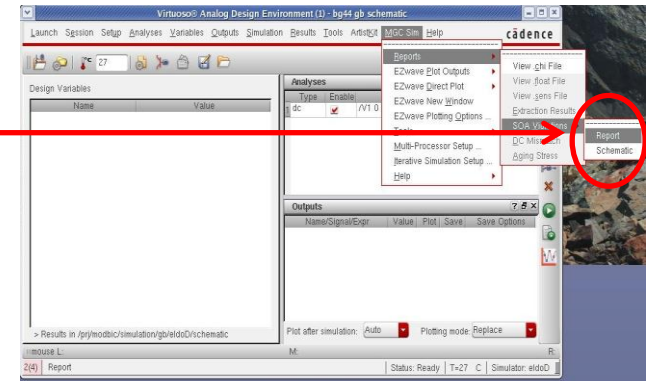 Virtuoso® Analog Design Environment (1) - bg44 gb schematic
Launch Session Setup Analyses Variables Outputs Simulation Results Tools ArtistKit MGC Sim Help cādence
27
Design Variables
Name Value
Analyses
Type Enable
1 dc /V1 0
Reports
EZwave Plot Outputs
EZwave Direct Plot
EZwave New Window
EZwave Plotting Options ...
Tools
Multi-Processor Setup ...
Iterative Simulation Setup ...
Help
View .chi File
View .float File
View .sens File
Extraction Results
SOA Violations
DC Mismatch
Aging Stress
Report
Schematic
Outputs ?
Name/Signal/Expr Value Plot Save Save Options
> Results in /prj/modbic/simulation/gb/eldoD/schematic
Plot after simulation: Auto Plotting mode: Replace
mouse L: M: R:
2(4) Report Status: Ready T=27 C Simulator: eldoD